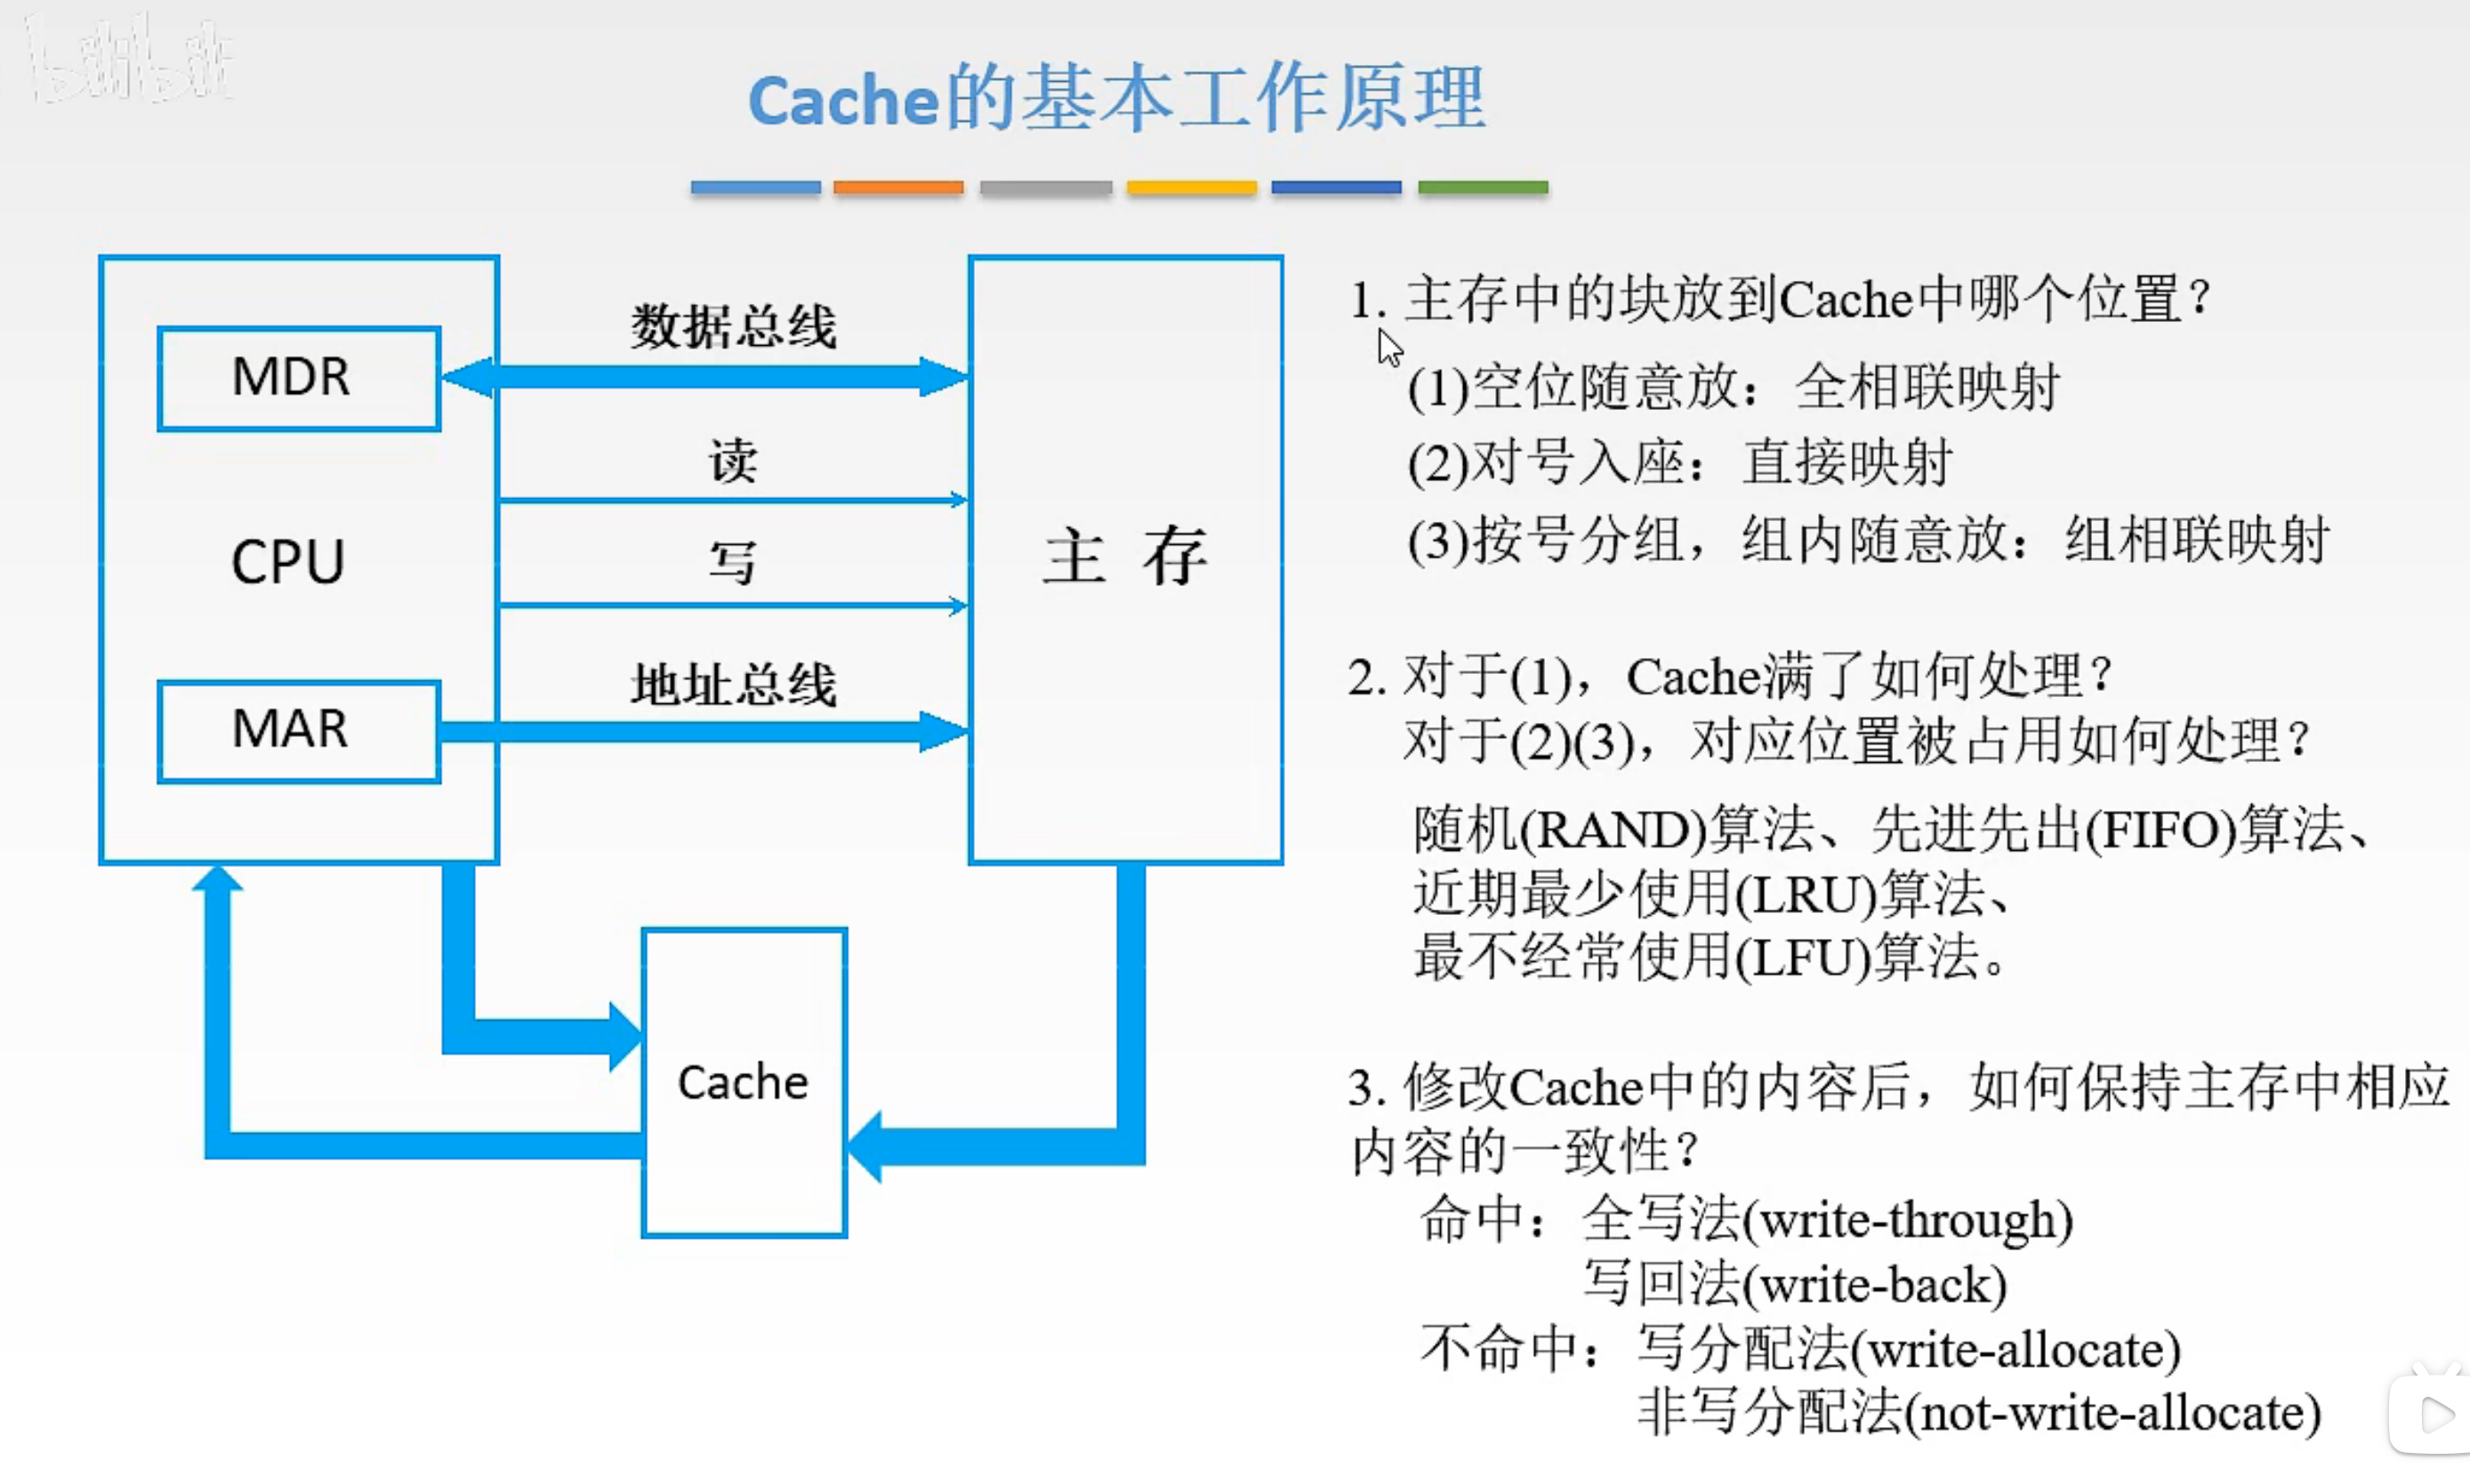 bilibili
Cache的基本工作原理
数据总线
MDR
读
CPU
写
主 存
地址总线
MAR
Cache
1. 主存中的块放到Cache中哪个位置？
(1)空位随意放：全相联映射
(2)对号入座：直接映射
(3)按号分组，组内随意放：组相联映射
2. 对于(1)，Cache满了如何处理？
对于(2)(3)，对应位置被占用如何处理？
随机(RAND)算法、先进先出(FIFO)算法、
近期最少使用(LRU)算法、
最不经常使用(LFU)算法。
3. 修改Cache中的内容后，如何保持主存中相应
内容的一致性？
命中：全写法(write-through)
写回法(write-back)
不命中：写分配法(write-allocate)
非写分配法(not-write-allocate)